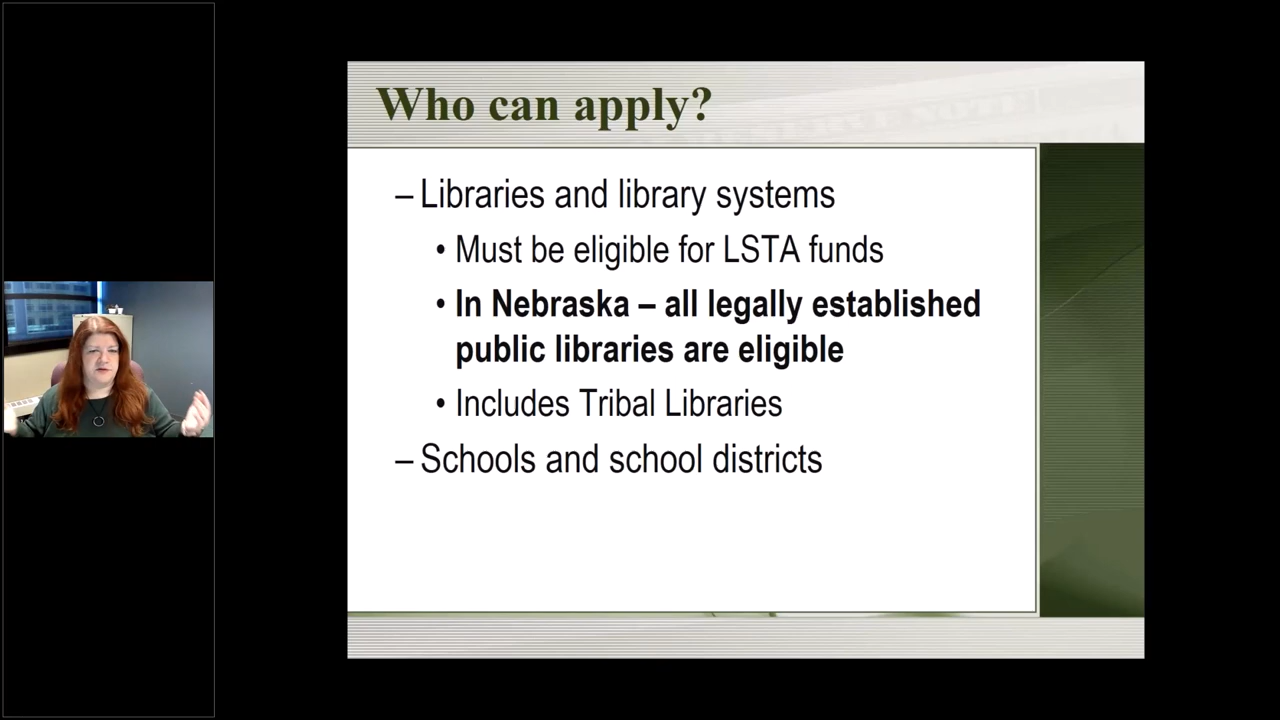 Who can apply?
– Libraries and library systems
• Must be eligible for LSTA funds
• In Nebraska – all legally established
public libraries are eligible
• Includes Tribal Libraries
– Schools and school districts